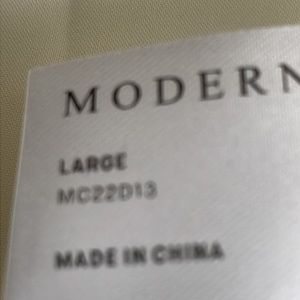 MODERN
LARGE
MC22D13
MADE IN CHINA